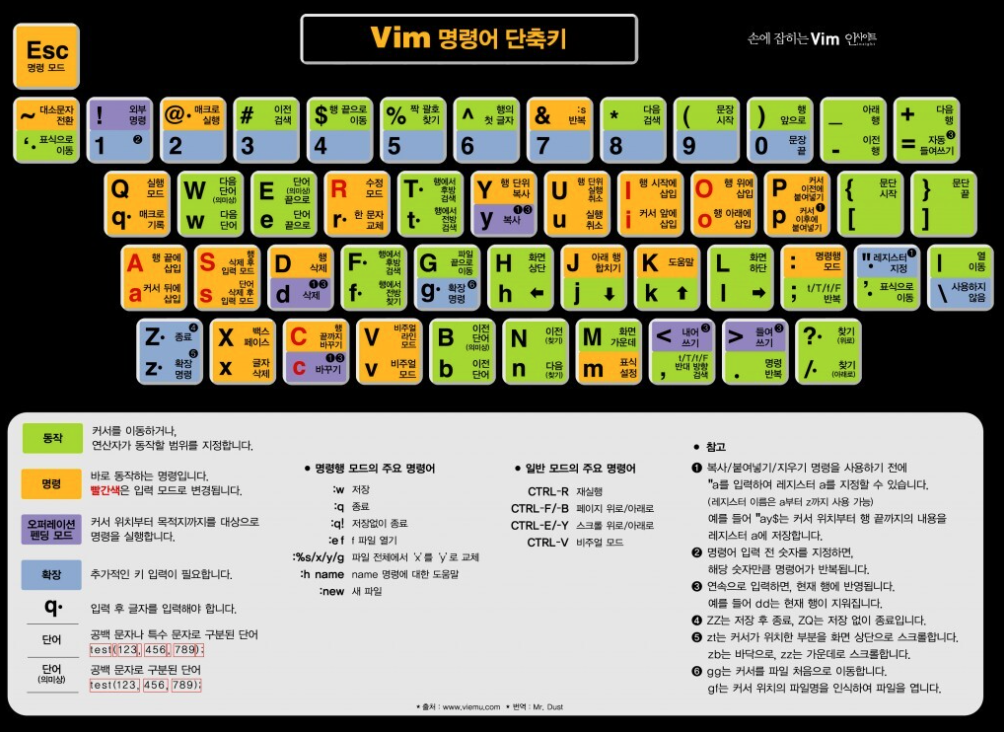 Vim 명령어 단축키
손에 잡히는 Vim 인사이트
insight
Esc
명령 모드
~ 대소문자 전환
`· 표식으로 이동
! 외부 명령
1 ❷
@· 매크로 실행
2
# 이전 검색
3
$ 행 끝으로 이동
4
% 짝 괄호 찾기
5
^ 행의 첫 글자
6
& :s 반복
7
* 다음 검색
8
( 문장 시작
9
) 행 앞으로
0 문장 끝
_ 아래 행
- 이전 행
+ 다음 행
= 자동 들여쓰기 ❸
Q 실행 모드
q· 매크로 기록
W 다음 단어 (의미상)
w 다음 단어
E 단어 (의미상) 끝으로
e 단어 끝으로
R 수정 모드
r· 한 문자 교체
T· 행에서 후방 검색
t· 행에서 전방 검색
Y 행 단위 복사
y 복사 ❶❸
U 행 단위 실행 취소
u 실행 취소
I 행 시작에 삽입
i 커서 앞에 삽입
O 행 위에 삽입
o 행 아래에 삽입
P 커서 이전에 붙여넣기
p 커서 이후에 붙여넣기 ❶
{ 문단 시작
[
} 문단 끝
]
A 행 끝에 삽입
a 커서 뒤에 삽입
S 행 삭제 후 입력 모드
s 단어 삭제 후 입력 모드
D 행 삭제
d 삭제 ❶❸
F· 행에서 후방 찾기
f· 행에서 전방 찾기
G 파일 끝으로 이동
g· 확장 명령 ❻
H 화면 상단
h ←
J 아래 행 합치기
j ↓
K 도움말
k ↑
L 화면 하단
l →
: 명령행 모드
; t/T/f/F 반복
"· 레지스터 지정 ❶
'· 표식으로 이동
| 열 이동
\ 사용하지 않음
Z· 종료 ❹
z· 확장 명령 ❺
X 백스페이스
x 글자 삭제
C 행 끝까지 바꾸기
c 바꾸기 ❶❸
V 비주얼 라인 모드
v 비주얼 모드
B 이전 단어 (의미상)
b 이전 단어
N 이전 (찾기)
n 다음 (찾기)
M 화면 가운데
m 표식 설정
< 내어쓰기 ❸
, t/T/f/F 반대 방향 검색
> 들여쓰기 ❸
. 명령 반복
?· 찾기 (위로)
/· 찾기 (아래로)
동작
커서를 이동하거나,
연산자가 동작할 범위를 지정합니다.
명령
바로 동작하는 명령입니다.
빨간색은 입력 모드로 변경됩니다.
오퍼레이션
펜딩 모드
커서 위치부터 목적지까지를 대상으로
명령을 실행합니다.
확장
추가적인 키 입력이 필요합니다.
q· 입력 후 글자를 입력해야 합니다.
단어
공백 문자나 특수 문자로 구분된 단어
test(123, 456, 789);
단어
(의미상)
공백 문자로 구분된 단어
test(123, 456, 789);
• 명령행 모드의 주요 명령어
:w 저장
:q 종료
:q! 저장없이 종료
:e f f 파일 열기
:%s/x/y/g 파일 전체에서 'x'를 'y'로 교체
:h name name 명령에 대한 도움말
:new 새 파일
• 일반 모드의 주요 명령어
CTRL-R 재실행
CTRL-F/-B 페이지 위로/아래로
CTRL-E/-Y 스크롤 위로/아래로
CTRL-V 비주얼 모드
• 참고
❶ 복사/붙여넣기/지우기 명령을 사용하기 전에
"a를 입력하여 레지스터 a를 지정할 수 있습니다.
(레지스터 이름은 a부터 z까지 사용 가능)
예를 들어 "ay$는 커서 위치부터 행 끝까지의 내용을
레지스터 a에 저장합니다.
❷ 명령어 입력 전 숫자를 지정하면,
해당 숫자만큼 명령어가 반복됩니다.
❸ 연속으로 입력하면, 현재 행에 반영됩니다.
예를 들어 dd는 현재 행이 지워집니다.
❹ ZZ는 저장 후 종료, ZQ는 저장 없이 종료입니다.
❺ zt는 커서가 위치한 부분을 화면 상단으로 스크롤합니다.
zb는 바닥으로, zz는 가운데로 스크롤합니다.
❻ gg는 커서를 파일 처음으로 이동합니다.
gf는 커서 위치의 파일명을 인식하여 파일을 엽니다.
* 출처 : www.viemu.com * 번역 : Mr. Dust